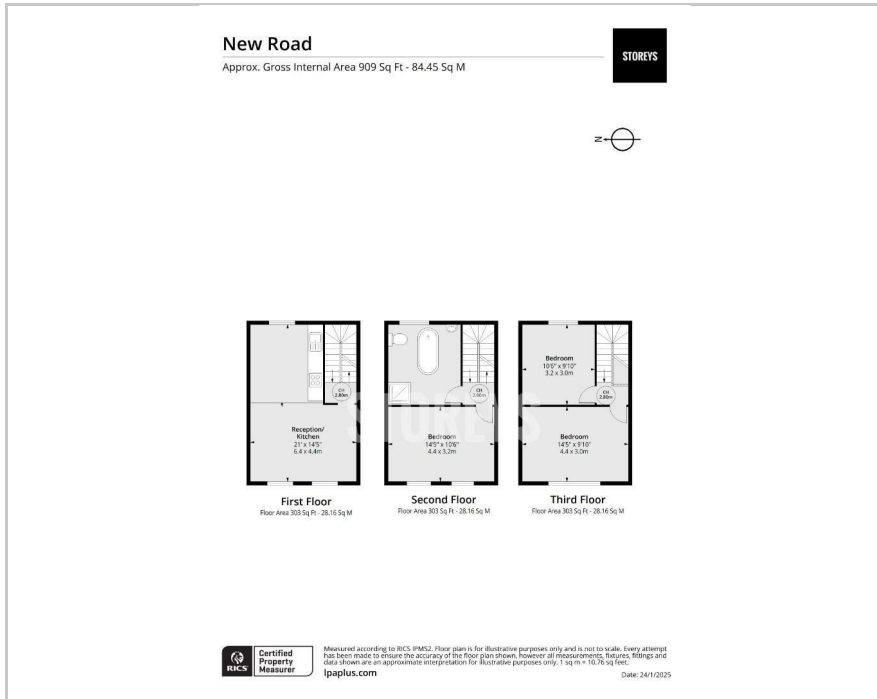 New Road
Approx. Gross Internal Area 909 Sq Ft - 84.45 Sq M
STOREYS
N
Reception/
Kitchen
21' x 14'5"
6.4 x 4.4m
CH
2.80m
First Floor
Floor Area 303 Sq Ft - 28.16 Sq M
CH
Bedroom
14'5" x 10'6"
4.4 x 3.2m
Second Floor
Floor Area 303 Sq Ft - 28.16 Sq M
Bedroom
10'6" x 9'10"
3.2 x 3.0m
CH
2.80m
Bedroom
14'5" x 9'10"
4.4 x 3.0m
Third Floor
Floor Area 303 Sq Ft - 28.16 Sq M
STOREYS
RICS
Certified
Property
Measurer
Measured according to RICS IPMS2. Floor plan is for illustrative purposes only and is not to scale. Every attempt
has been made to ensure the accuracy of the floor plan shown, however all measurements, fixtures, fittings and
data shown are an approximate interpretation for illustrative purposes only. 1 sq m = 10.76 sq feet.
lpaplus.com
Date: 24/1/2025